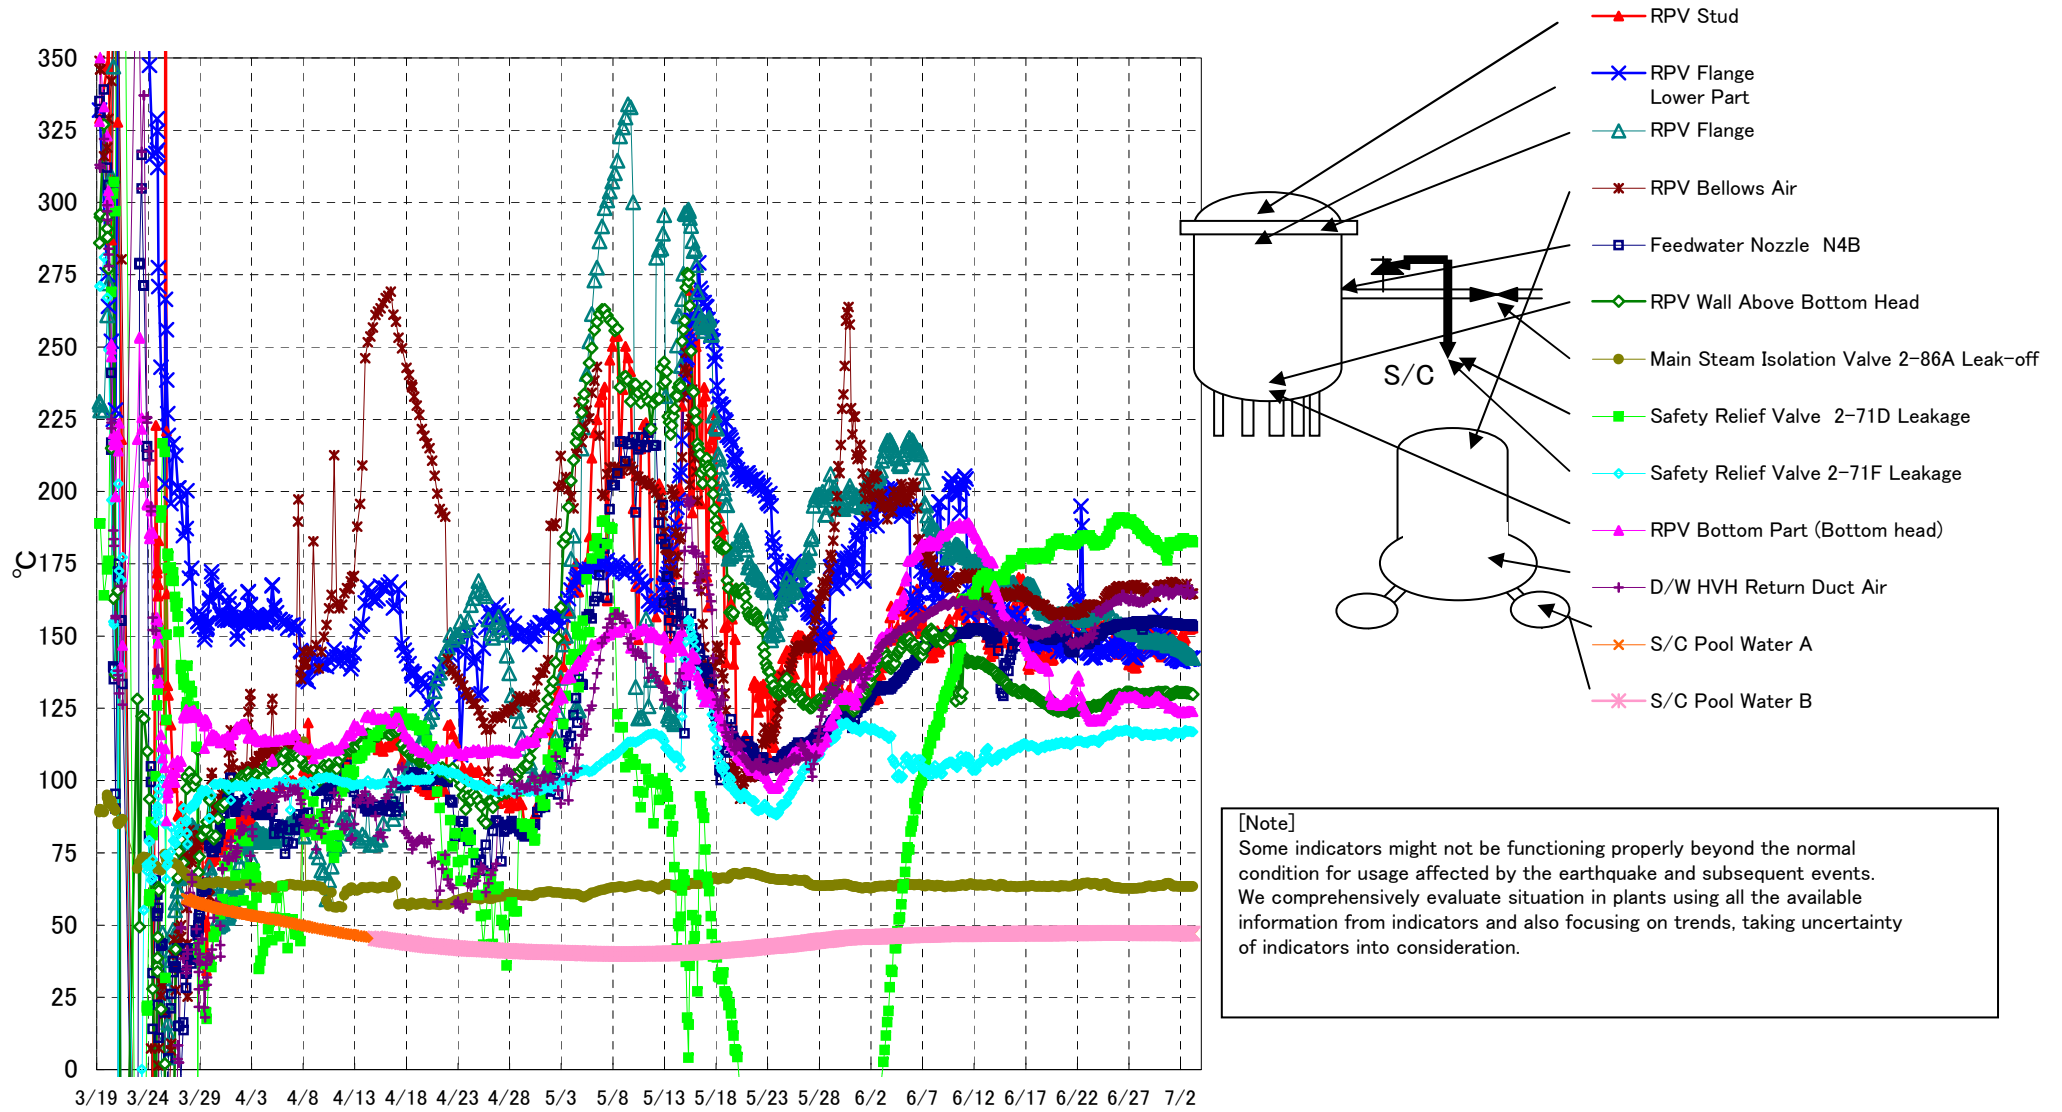 350
325
300
275
250
225
200
175
150
125
100
75
50
25
0
℃
3/19
3/24
3/29
4/3
4/8
4/13
4/18
4/23
4/28
5/3
5/8
5/13
5/18
5/23
5/28
6/2
6/7
6/12
6/17
6/22
6/27
7/2
RPV Stud
RPV Flange
Lower Part
RPV Flange
RPV Bellows Air
Feedwater Nozzle N4B
RPV Wall Above Bottom Head
Main Steam Isolation Valve 2-86A Leak-off
Safety Relief Valve 2-71D Leakage
Safety Relief Valve 2-71F Leakage
RPV Bottom Part (Bottom head)
D/W HVH Return Duct Air
S/C Pool Water A
S/C Pool Water B
S/C
[Note]
Some indicators might not be functioning properly beyond the normal
condition for usage affected by the earthquake and subsequent events.
We comprehensively evaluate situation in plants using all the available
information from indicators and also focusing on trends, taking uncertainty
of indicators into consideration.